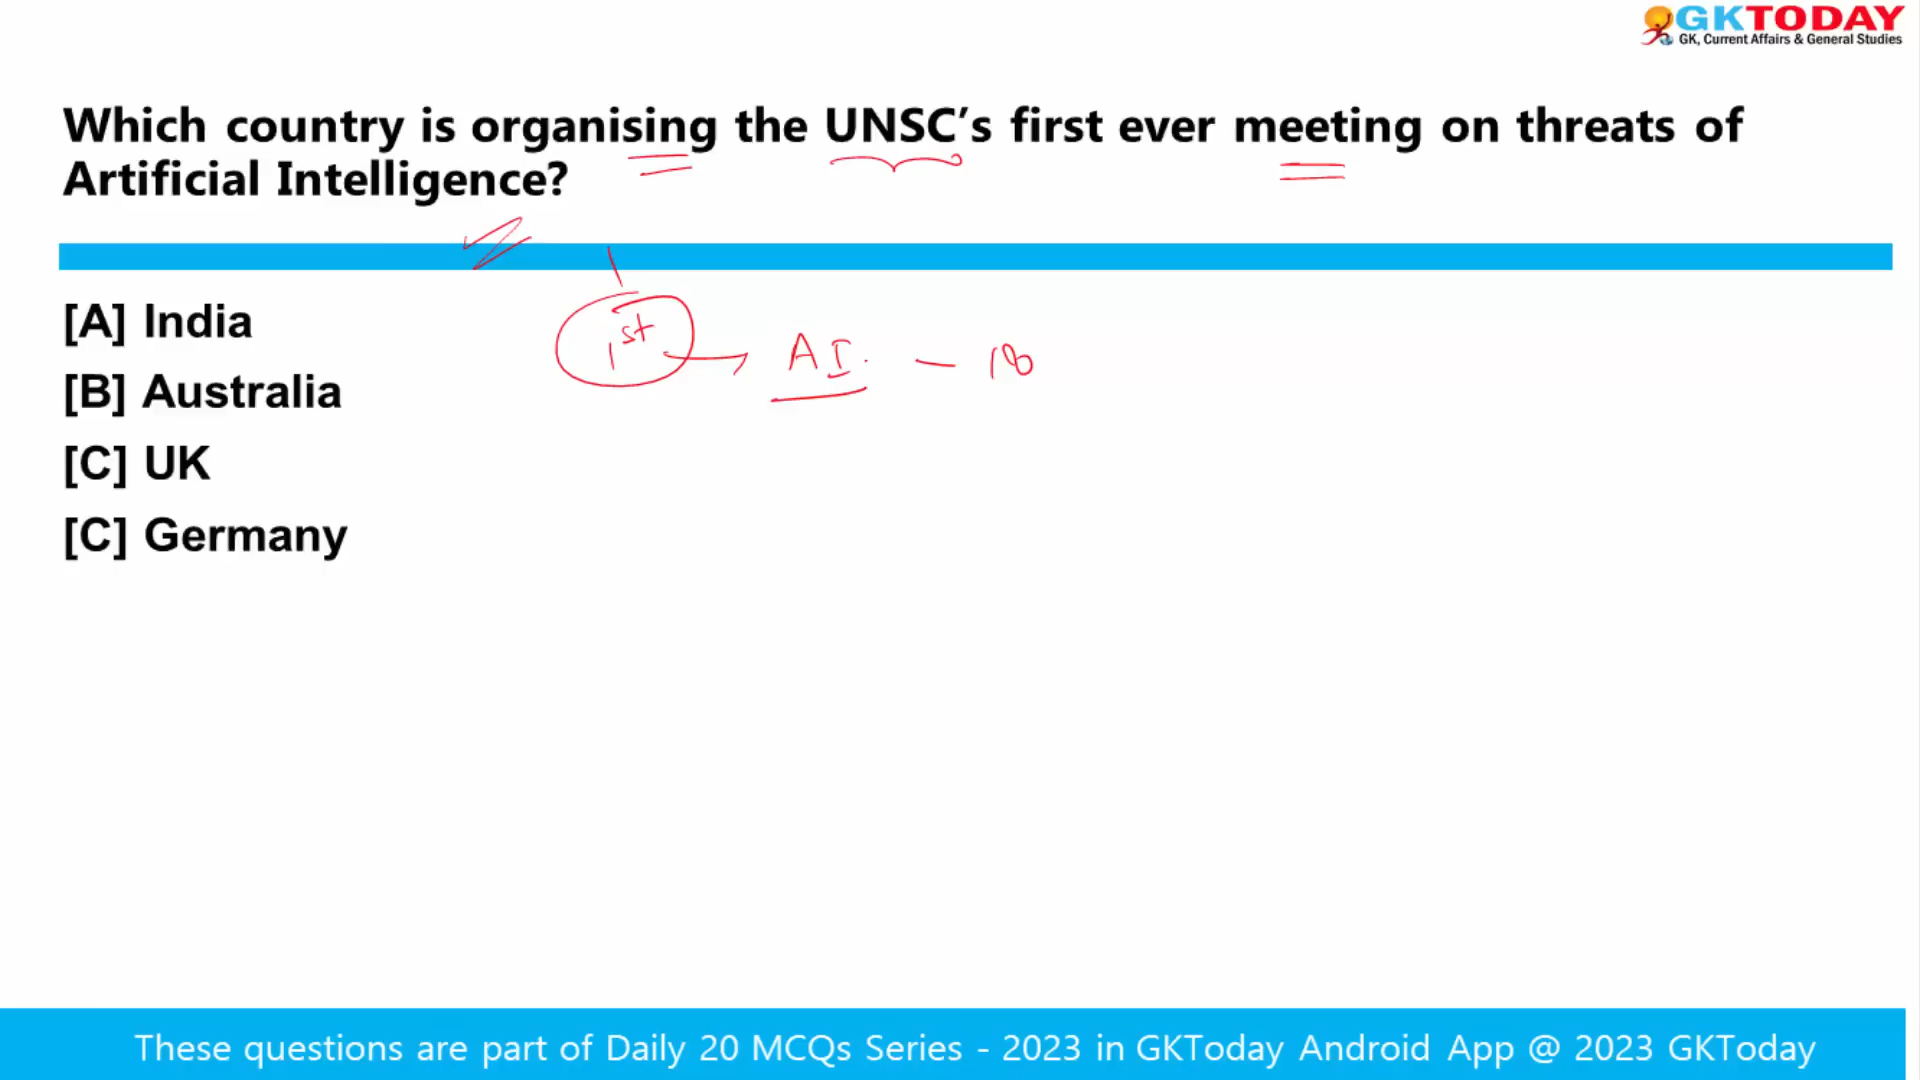 GKTODAY
GK, Current Affairs & General Studies
Which country is organising the UNSC’s first ever meeting on threats of
Artificial Intelligence?
[A] India
1st AI. - 18
[B] Australia
[C] UK
[C] Germany
These questions are part of Daily 20 MCQs Series - 2023 in GKToday Android App @ 2023 GKToday